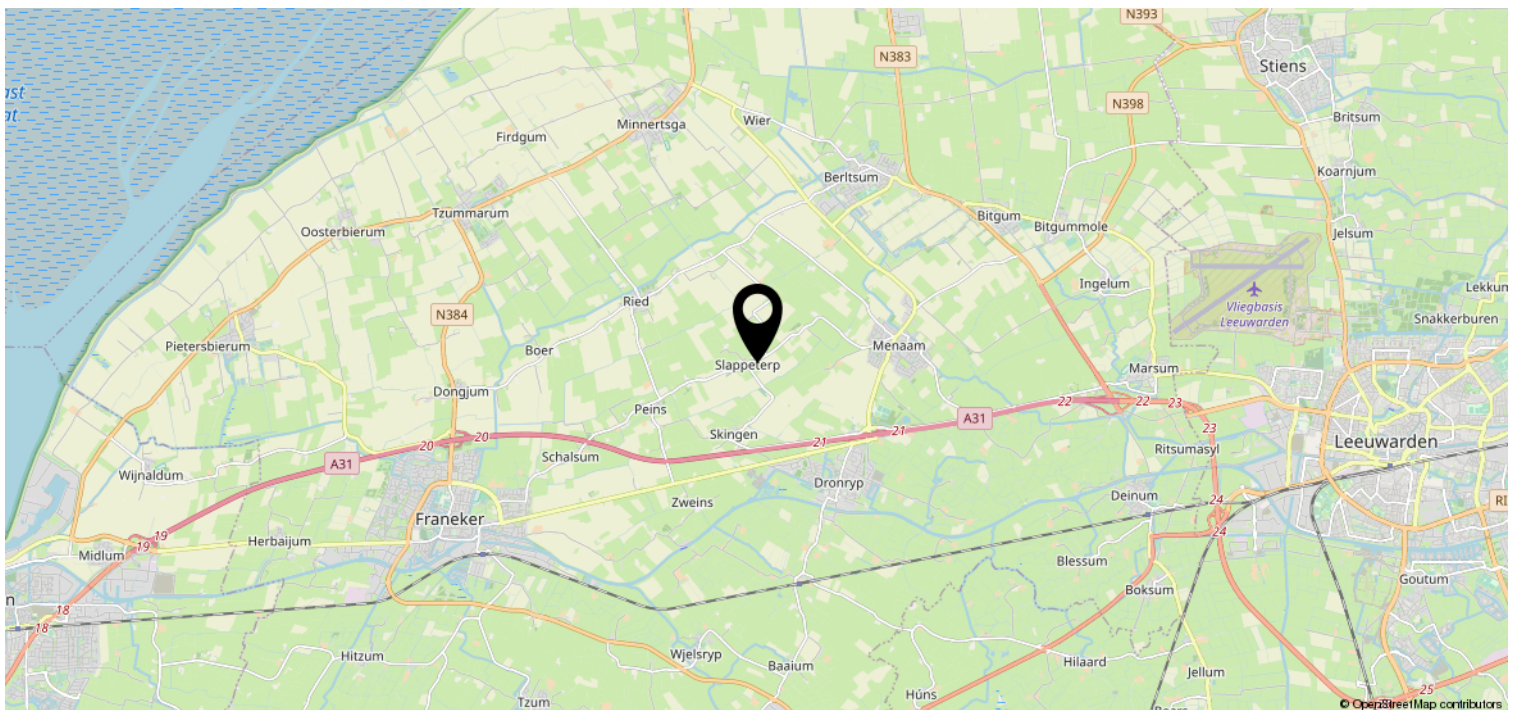 N393
N383
Stiens
N398
Britsum
Wier
Minnertsga
Firdgum
Koarnjum
Berltsum
Tzummarum
Bitgum
Bitgummole
Oosterbierum
Jelsum
Ingelum
Lekkum
Ried
Vliegbasis
Leeuwarden
N384
Snakkerburen
Pietersbierum
Boer
Menaam
Slappeterp
Marsum
Dongjum
22
22
23
Peins
A31
23
Skingen
21
21
20
20
Leeuwarden
Schalsum
Ritsumasyl
A31
Wijnaldum
Dronryp
Deinum
24
Zweins
Franeker
24
19
19
Herbaijum
Midlum
Blessum
Goutum
Boksum
18
18
Hitzum
Wjelsryp
Baaium
Hilaard
Jellum
Húns
25
Tzum
© OpenStreetMap contributors